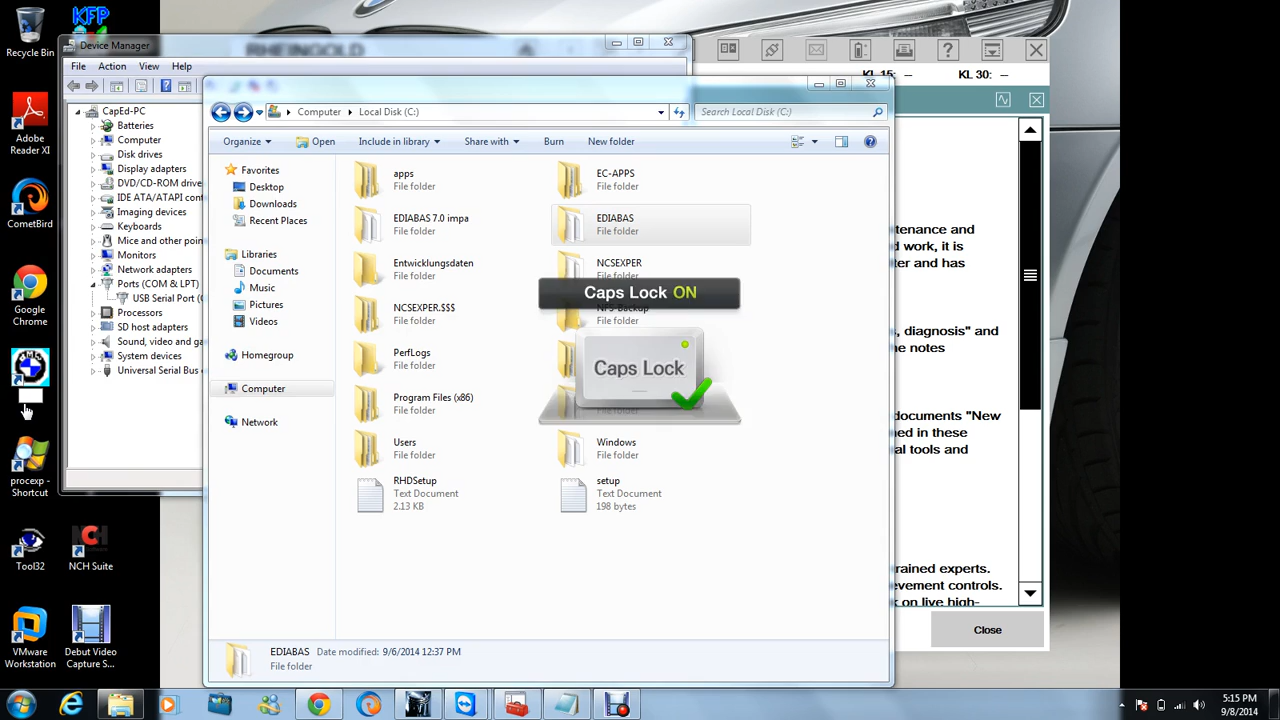 KFP
Recycle Bin
Adobe
Reader XI
CometBird
Google
Chrome
procexp -
Shortcut
Tool32
NCH Suite
VMware
Workstation
Debut Video
Capture S...
Device Manager
RHEINGOLD
File Action View Help
CapEd-PC
Batteries
Computer
Disk drives
Display adapters
DVD/CD-ROM drive
IDE ATA/ATAPI cont
Imaging devices
Keyboards
Mice and other poin
Monitors
Network adapters
Ports (COM & LPT)
USB Serial Port (
Processors
SD host adapters
Sound, video and ga
System devices
Universal Serial Bus
Computer Local Disk (C:)
Search Local Disk (C:)
Organize Open Include in library Share with Burn New folder
Favorites
Desktop
Downloads
Recent Places
Libraries
Documents
Music
Pictures
Videos
Homegroup
Computer
Network
apps
File folder
EC-APPS
File folder
EDIABAS 7.0 impa
File folder
EDIABAS
File folder
Entwicklungsdaten
File folder
NCSEXPER
NCSEXPER.$$$
File folder
NFS-Backup
File folder
PerfLogs
File folder
Program Files (x86)
File folder
File folder
Users
File folder
Windows
File folder
RHDSetup
Text Document
2.13 KB
setup
Text Document
198 bytes
Caps Lock ON
Caps Lock
EDIABAS Date modified: 9/6/2014 12:37 PM
File folder
KL 15: -- KL 30: --
tenance and
d work, it is
ter and has
s, diagnosis" and
he notes
documents "New
ned in these
al tools and
rained experts.
evement controls.
k on live high-
Close
5:15 PM
9/8/2014